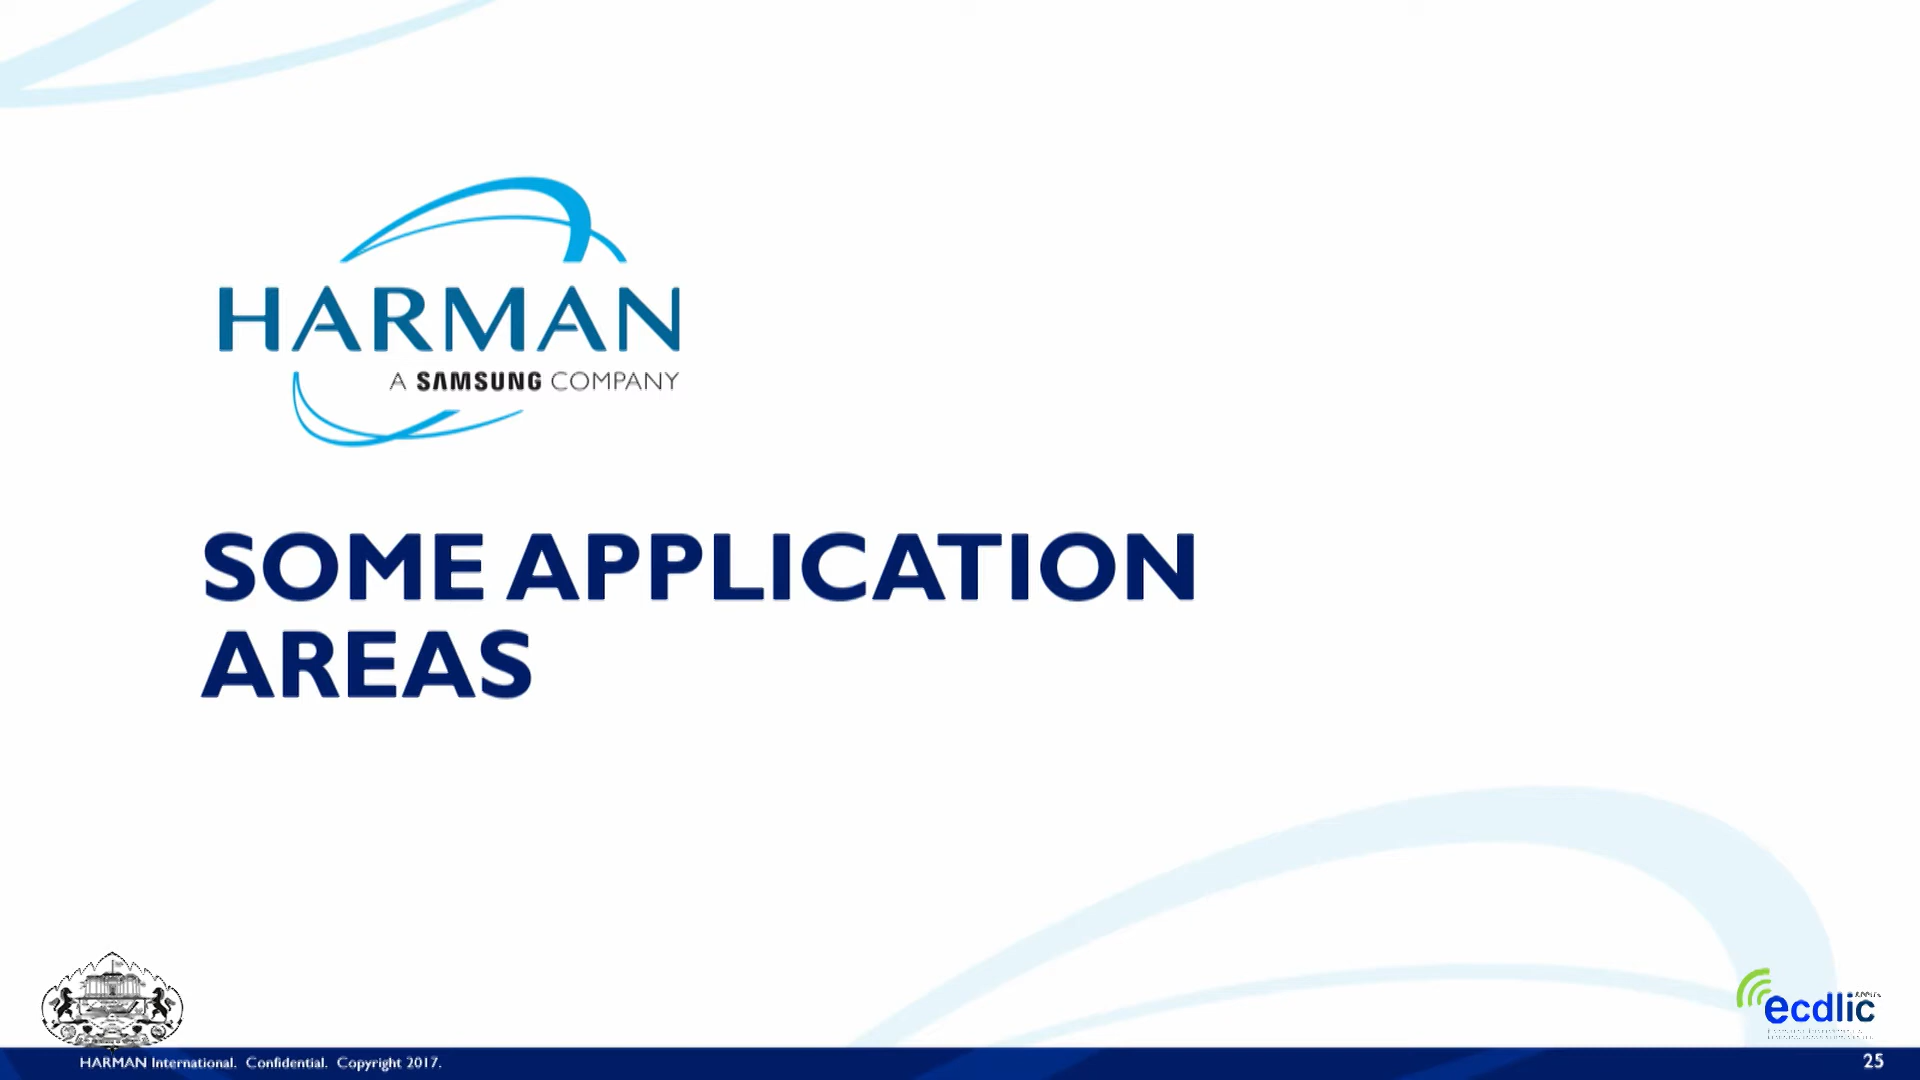 HARMAN
A SAMSUNG COMPANY
SOME APPLICATION
AREAS
ecdlic
HARMAN International. Confidential. Copyright 2017.
25